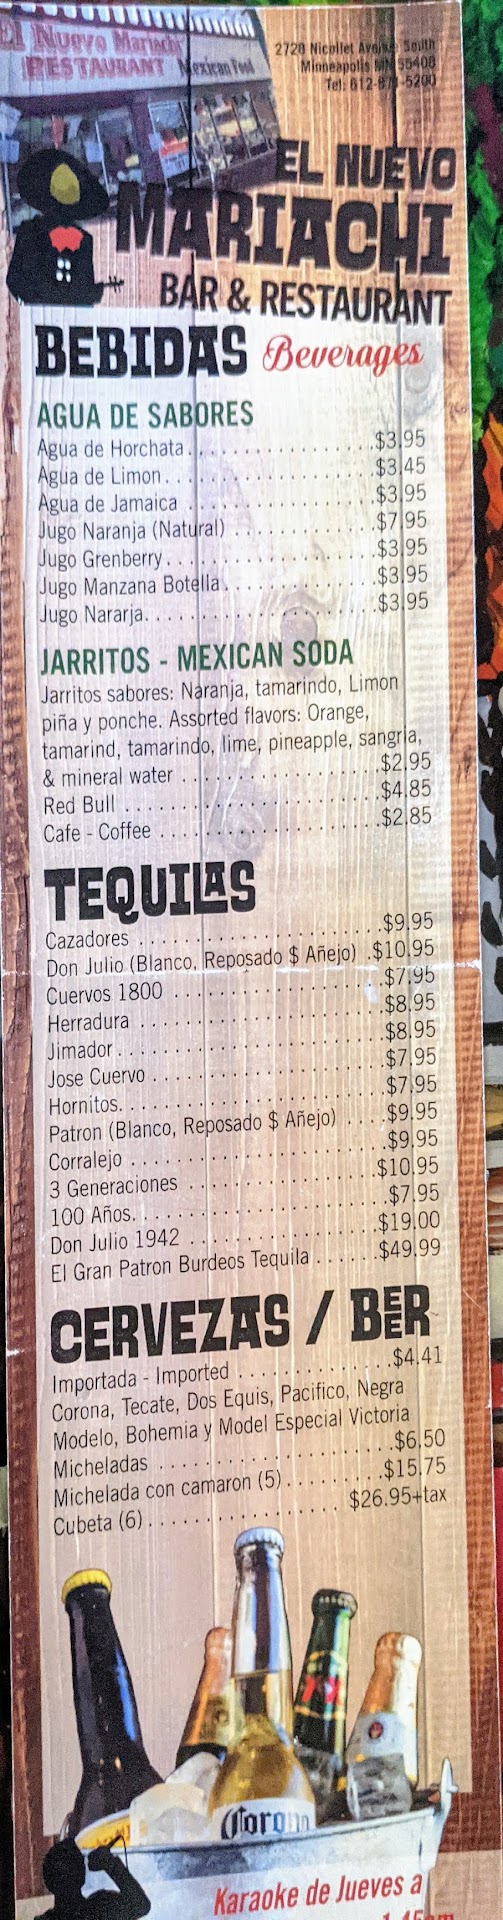 El Nuevo Mariachi
RESTAURANT Mexican Food
2728 Nicollet Avenue South
Minneapolis MN 55408
Tel: 612-871-5200
EL NUEVO
MARIACHI
BAR & RESTAURANT
BEBIDAS Beverages
AGUA DE SABORES
Agua de Horchata . . . . . . . . . . . . . . . . . $3.95
Agua de Limon . . . . . . . . . . . . . . . . . . . $3.45
Agua de Jamaica . . . . . . . . . . . . . . . . . $3.95
Jugo Naranja (Natural) . . . . . . . . . . . . $7.95
Jugo Grenberry . . . . . . . . . . . . . . . . . . $3.95
Jugo Manzana Botella . . . . . . . . . . . . . $3.95
Jugo Nararja. . . . . . . . . . . . . . . . . . . . $3.95
JARRITOS - MEXICAN SODA
Jarritos sabores: Naranja, tamarindo, Limon
piña y ponche. Assorted flavors: Orange,
tamarind, tamarindo, lime, pineapple, sangria,
& mineral water . . . . . . . . . . . . . . . . . $2.95
Red Bull . . . . . . . . . . . . . . . . . . . . . . $4.85
Cafe - Coffee . . . . . . . . . . . . . . . . . . . $2.85
TEQUILAS
Cazadores . . . . . . . . . . . . . . . . . . . . . $9.95
Don Julio (Blanco, Reposado $ Añejo) . $10.95
Cuervos 1800 . . . . . . . . . . . . . . . . . . $7.95
Herradura . . . . . . . . . . . . . . . . . . . . . $8.95
Jimador . . . . . . . . . . . . . . . . . . . . . . . $8.95
Jose Cuervo . . . . . . . . . . . . . . . . . . . . $7.95
Hornitos. . . . . . . . . . . . . . . . . . . . . . . $7.95
Patron (Blanco, Reposado $ Añejo) . . . . $9.95
Corralejo . . . . . . . . . . . . . . . . . . . . . . $9.95
3 Generaciones . . . . . . . . . . . . . . . . $10.95
100 Años. . . . . . . . . . . . . . . . . . . . . . $7.95
Don Julio 1942 . . . . . . . . . . . . . . . . $19.00
El Gran Patron Burdeos Tequila . . . . . . $49.99
CERVEZAS / BEER
Importada - Imported . . . . . . . . . . . . . . $4.41
Corona, Tecate, Dos Equis, Pacifico, Negra
Modelo, Bohemia y Model Especial Victoria
Micheladas . . . . . . . . . . . . . . . . . . . . . $6.50
Michelada con camaron (5) . . . . . . . . . $15.75
Cubeta (6) . . . . . . . . . . . . . . . . . $26.95+tax
Corona
Karaoke de Jueves a